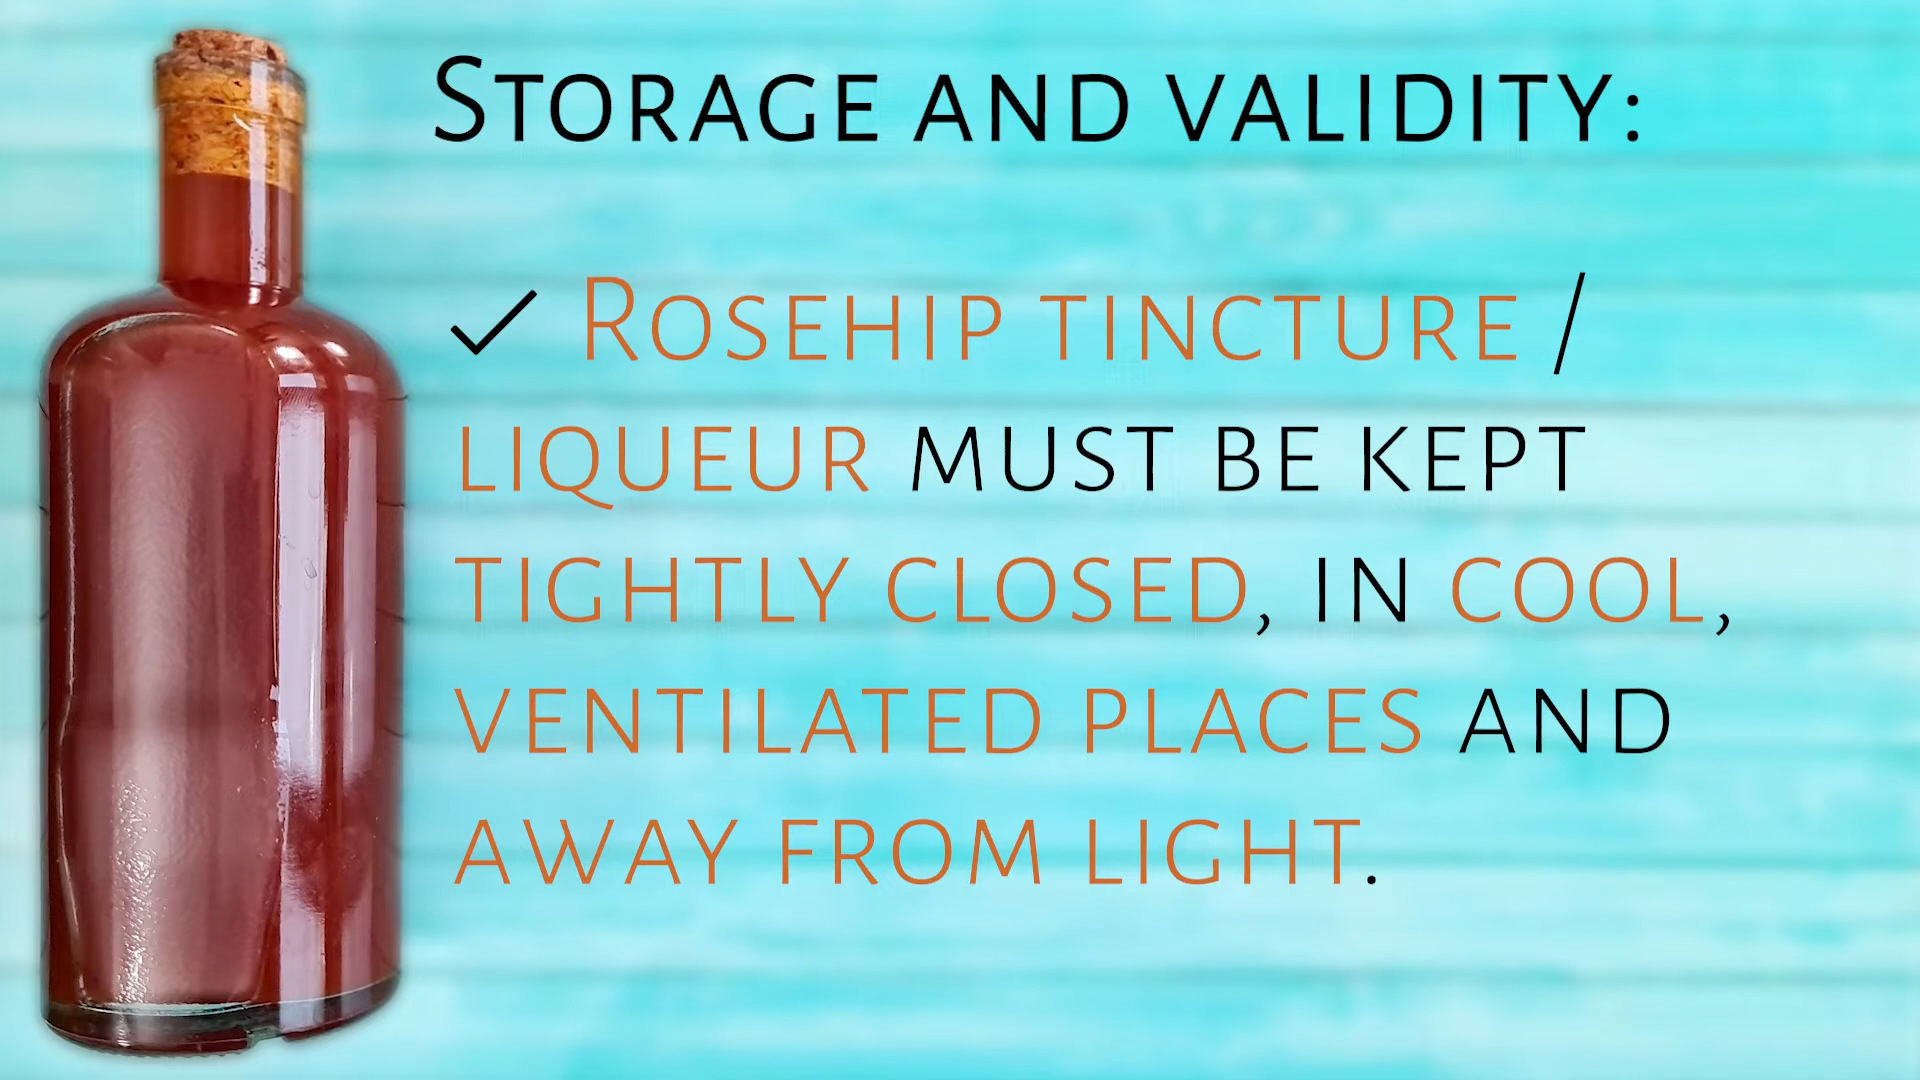 Storage and validity:
✓ Rosehip tincture /
liqueur must be kept
tightly closed, in cool,
ventilated places and
away from light.